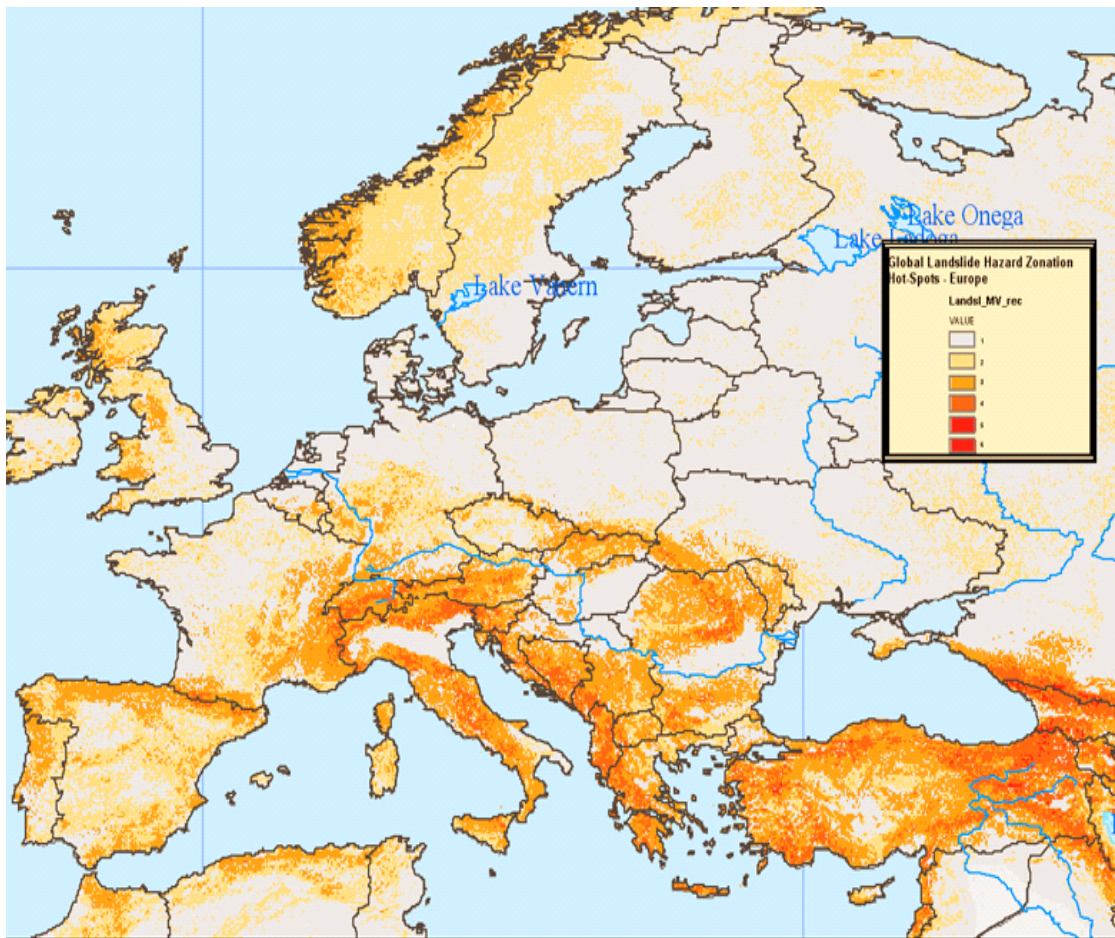 Lake Onega
Lake Ladoga
Lake Vanern
Global Landslide Hazard Zonation
Hot-Spots - Europe
Landsl_MV_rec
VALUE
1
2
3
4
5
6